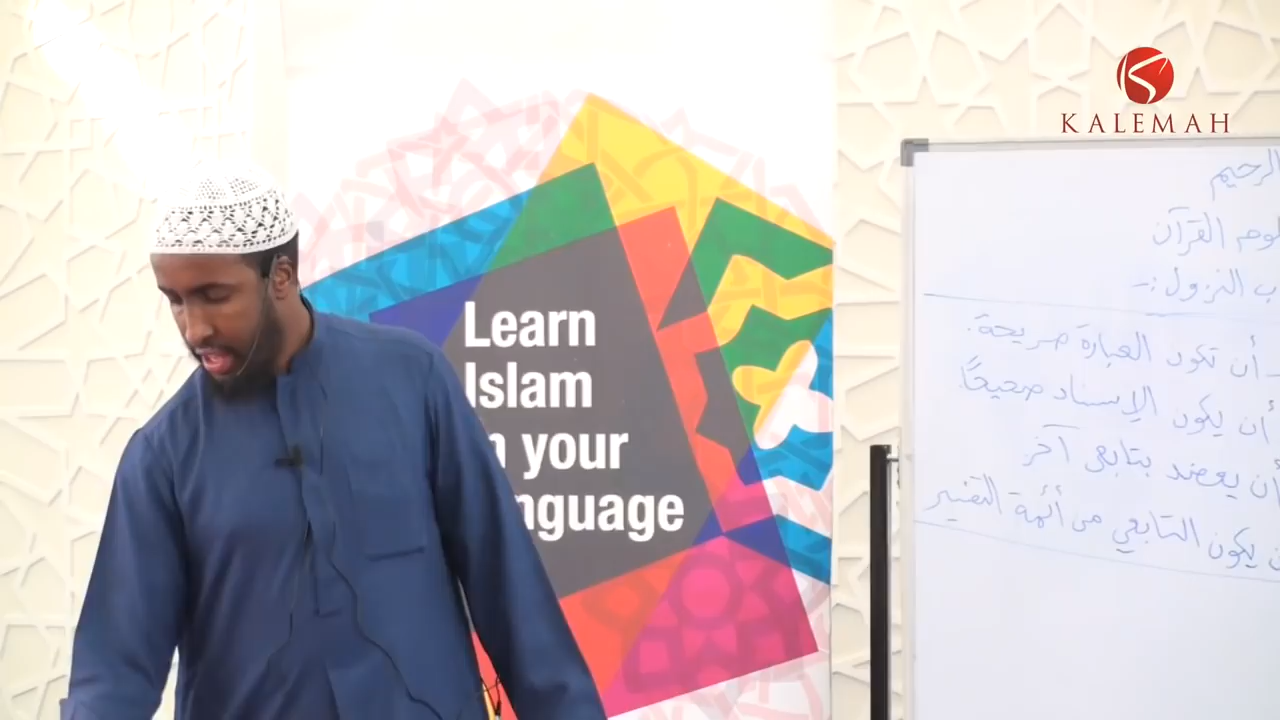 KALEMAH
Learn
Islam
your
nguage
الرحيم
لوم القرآن
ب النزول :-
- أن تكون العبارة صريحة.
أن يكون الإسناد صحيحًا
أن يعضد بتابعي آخر
يكون التابعي من أئمة التفسير